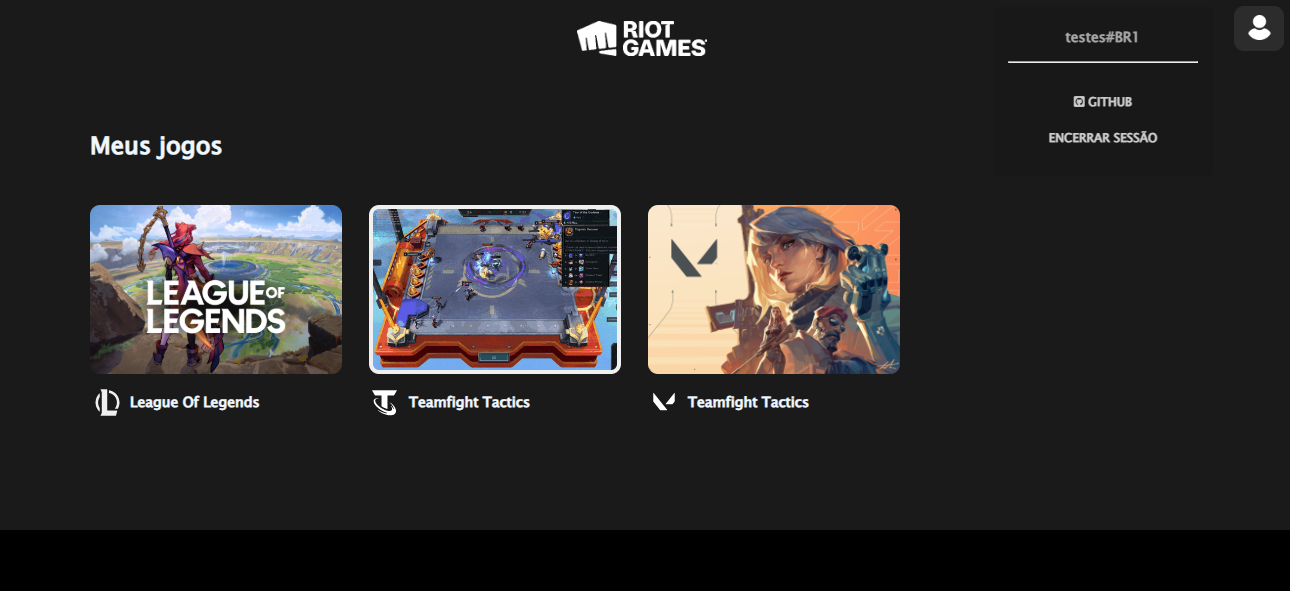 RIOT
GAMES
testes#BR1
GITHUB
ENCERRAR SESSÃO
Meus jogos
LEAGUE OF
LEGENDS
League Of Legends
Teamfight Tactics
Teamfight Tactics